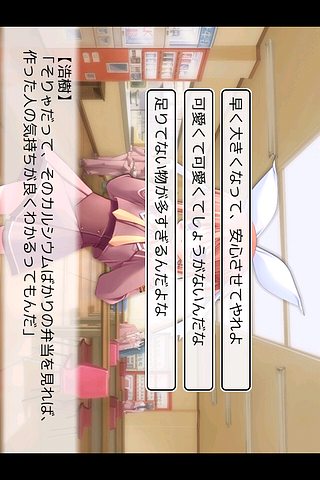 早く大きくなって、安心させてやれよ
可愛くて可愛くてしょうがないんだな
足りてない物が多すぎるんだよな
【浩樹】
「そりゃだって、そのカルシウムばかりの弁当を見れば、
作った人の気持ちが良くわかるってもんだ」